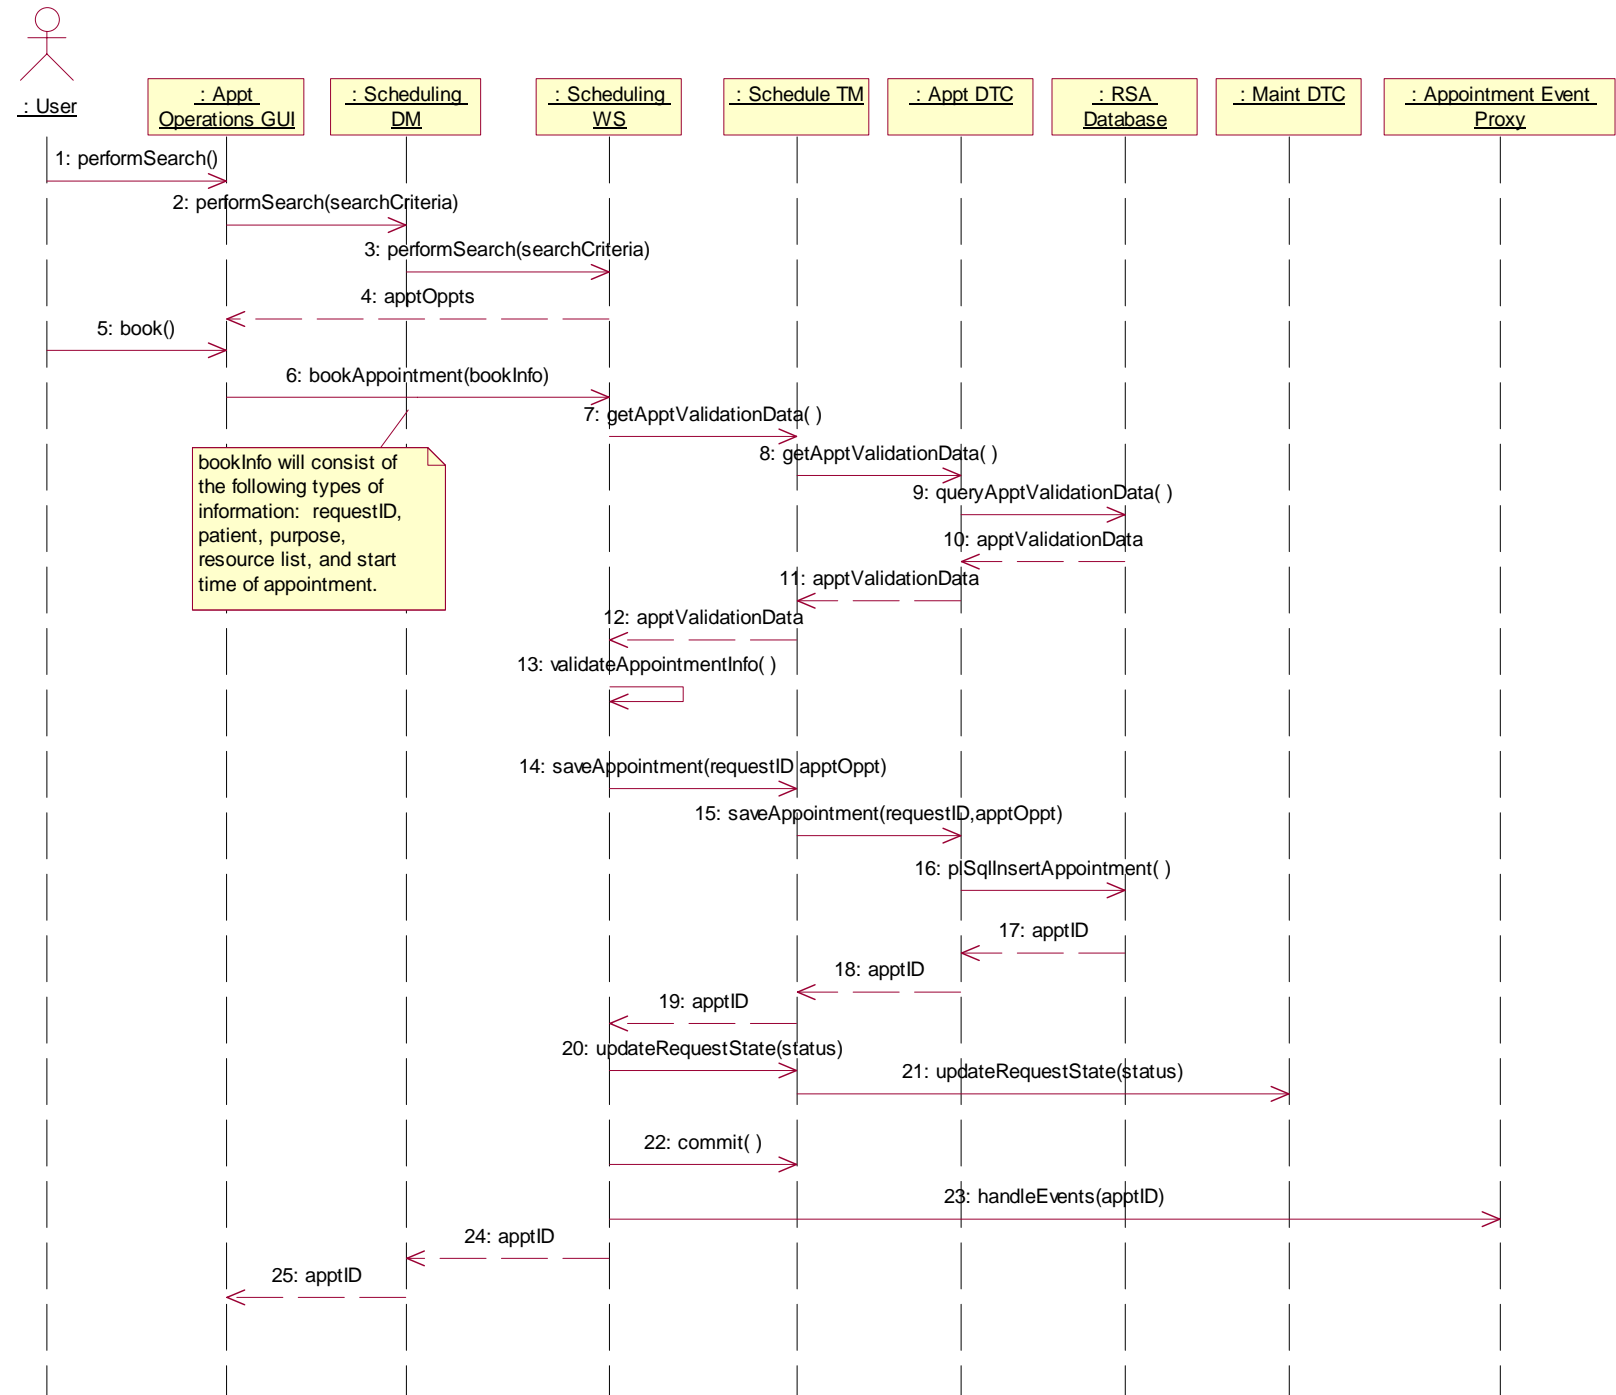 : User
: Appt
Operations GUI
: Scheduling
DM
: Scheduling
WS
: Schedule TM
: Appt DTC
: RSA
Database
: Maint DTC
: Appointment Event
Proxy
1: performSearch()
2: performSearch(searchCriteria)
3: performSearch(searchCriteria)
4: apptOppts
5: book()
6: bookAppointment(bookInfo)
7: getApptValidationData( )
8: getApptValidationData( )
bookInfo will consist of
the following types of
information:  requestID,
patient, purpose,
resource list, and start
time of appointment.
9: queryApptValidationData( )
10: apptValidationData
11: apptValidationData
12: apptValidationData
13: validateAppointmentInfo( )
14: saveAppointment(requestID,apptOppt)
15: saveAppointment(requestID,apptOppt)
16: plSqlInsertAppointment( )
17: apptID
18: apptID
19: apptID
20: updateRequestState(status)
21: updateRequestState(status)
22: commit( )
23: handleEvents(apptID)
24: apptID
25: apptID